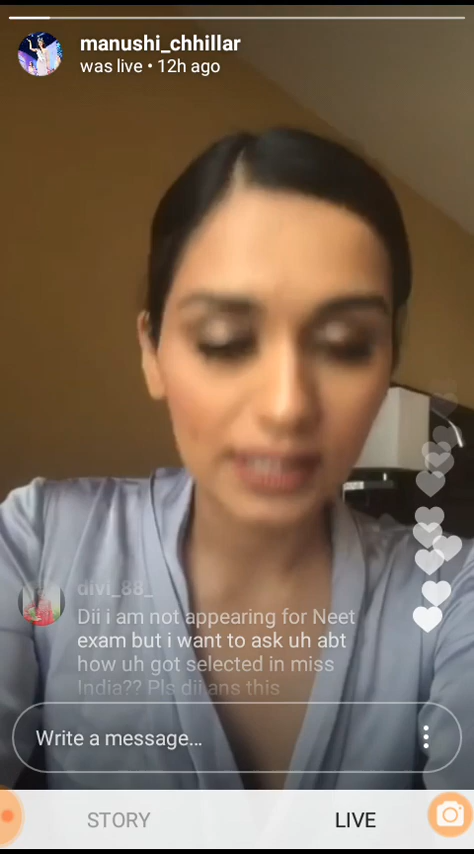 manushi_chhillar
was live • 12h ago
divi_88_
Dii i am not appearing for Neet
exam but i want to ask uh abt
how uh got selected in miss
India?? Pls dii ans this
Write a message...
STORY LIVE